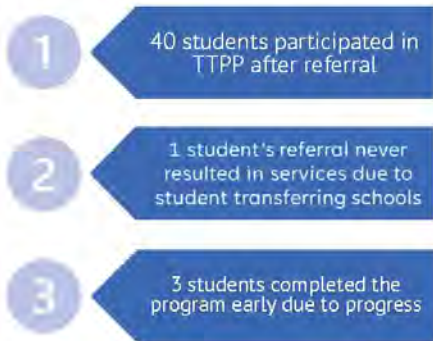 1
40 students participated in
TTPP after referral
2
1 student's referral never
resulted in services due to
student transferring schools
3
3 students completed the
program early due to progress